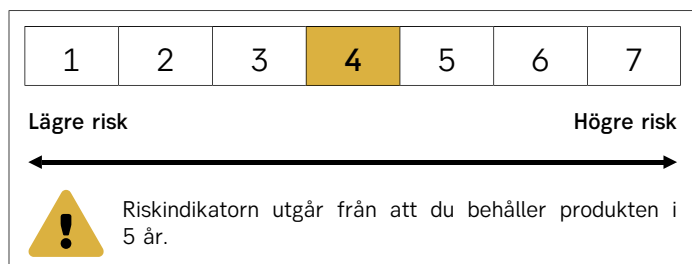 1 2 3 4 5 6 7
Lägre risk Högre risk
Riskindikatorn utgår från att du behåller produkten i
5 år.